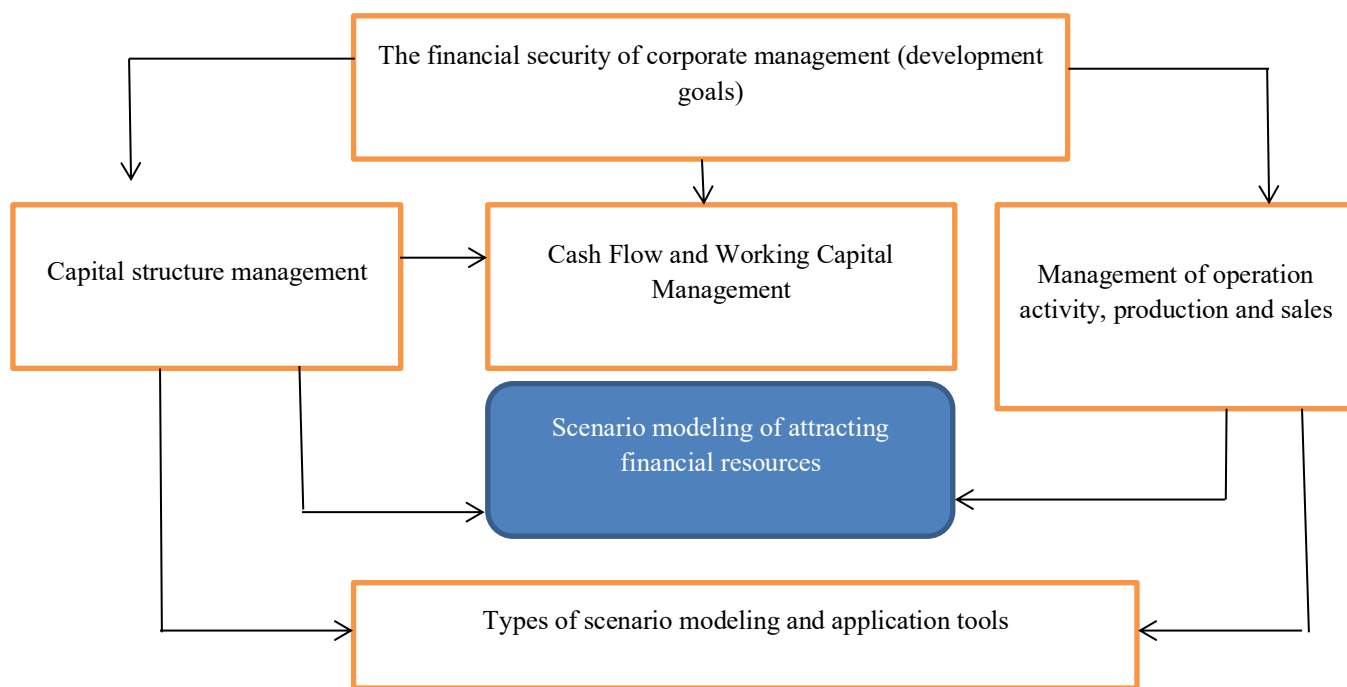 The financial security of corporate management (development
goals)
Capital structure management
Cash Flow and Working Capital
Management
Management of operation
activity, production and sales
Scenario modeling of attracting
financial resources
Types of scenario modeling and application tools